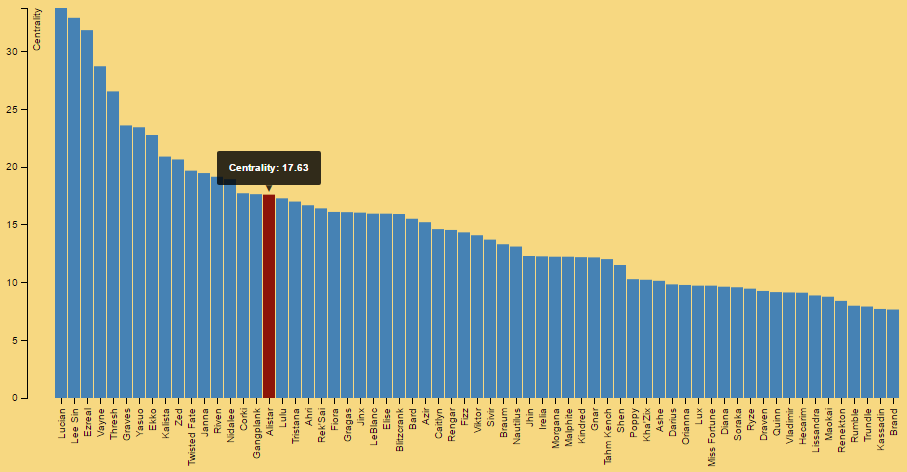 Centrality
30
25
20
15
10
5
0
Centrality: 17.63
Lucian
Lee Sin
Ezreal
Vayne
Thresh
Graves
Yasuo
Ekko
Kalista
Zed
Twisted Fate
Janna
Riven
Nidalee
Corki
Gangplank
Alistar
Lulu
Tristana
Ahri
Rek'Sai
Fiora
Gragas
Jinx
LeBlanc
Elise
Blitzcrank
Bard
Azir
Caitlyn
Rengar
Fizz
Viktor
Sivir
Braum
Nautilus
Jhin
Irelia
Morgana
Malphite
Kindred
Gnar
Tahm Kench
Shen
Poppy
Kha'Zix
Ashe
Darius
Orianna
Lux
Miss Fortune
Diana
Soraka
Ryze
Draven
Quinn
Vladimir
Hecarim
Lissandra
Maokai
Renekton
Rumble
Trundle
Kassadin
Brand